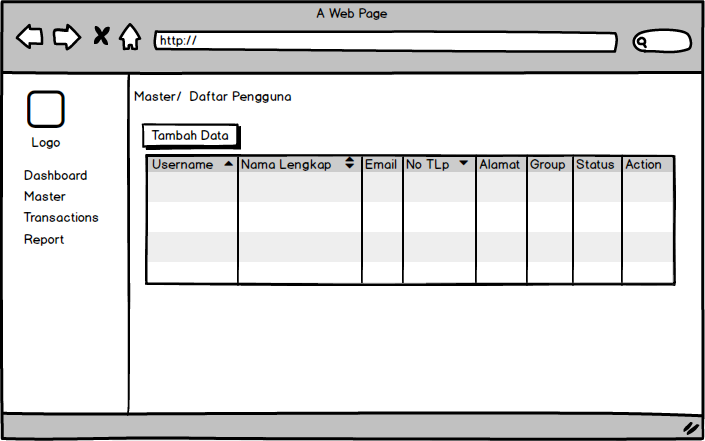 A Web Page
http://
Logo
Dashboard
Master
Transactions
Report
Master/ Daftar Pengguna
Tambah Data
Username Nama Lengkap Email No TLp Alamat Group Status Action